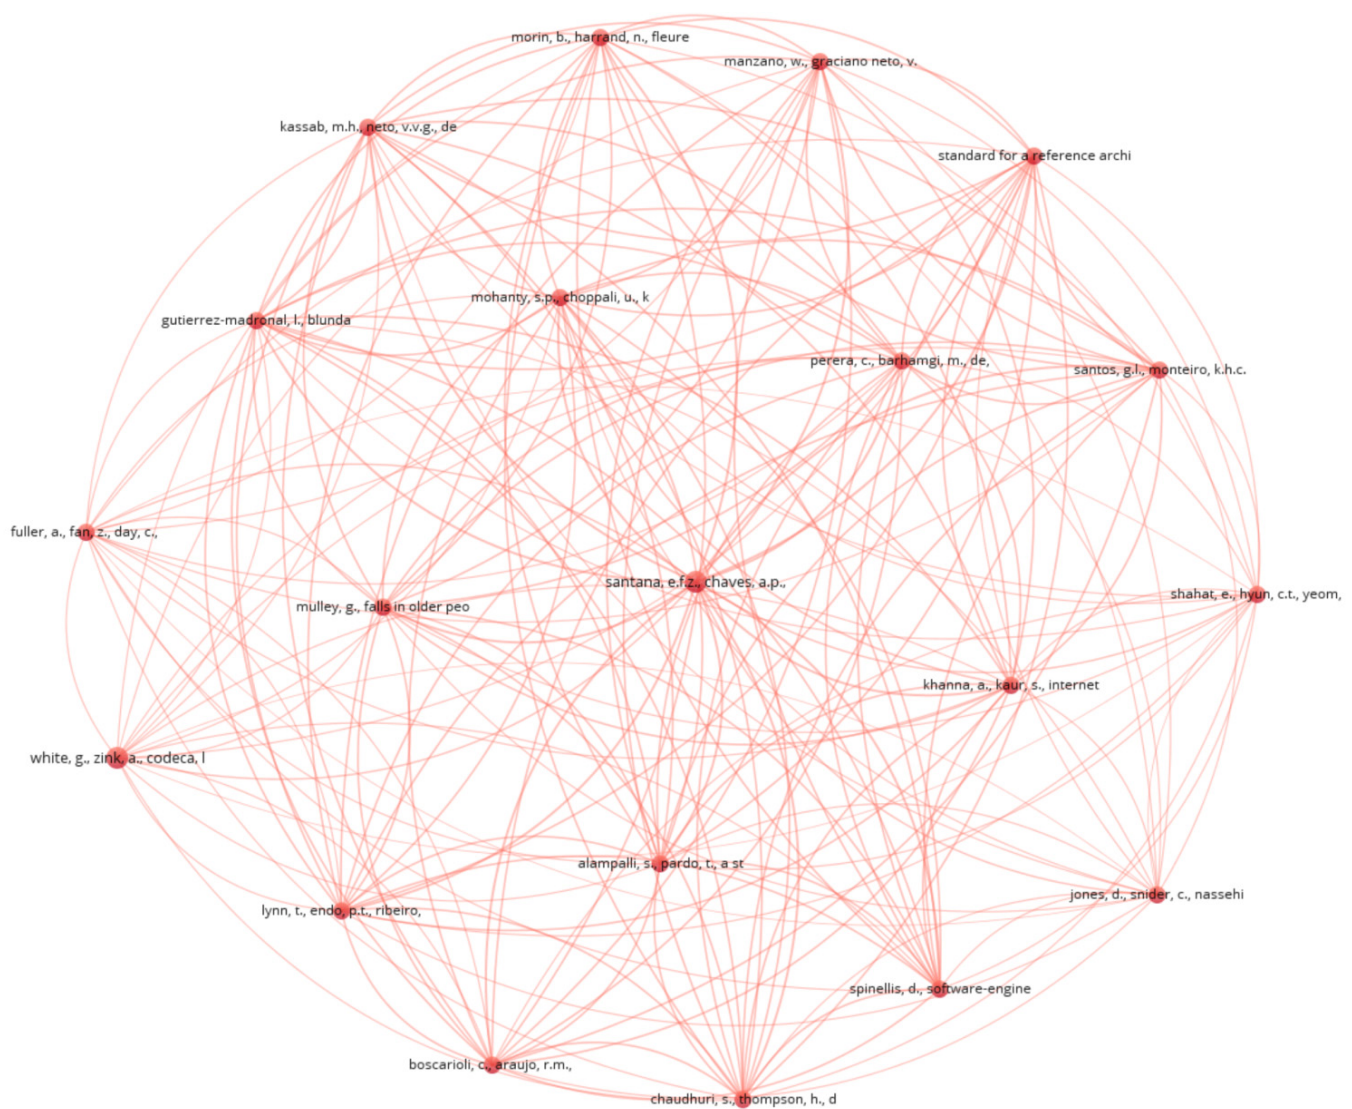 morin, b., harrand, n., fleure
manzano, w., graciano neto, v.
kassab, m.h., neto, v.v.g., de
standard for a reference archi
mohanty, s.p., choppali, u., k
gutierrez-madronal, l., blunda
perera, c., barhamgi, m., de,
santos, g.l., monteiro, k.h.c.
fuller, a., fan, z., day, c.,
santana, e.f.z., chaves, a.p.,
shahat, e., hyun, c.t., yeom,
mulley, g., falls in older peo
khanna, a., kaur, s., internet
white, g., zink, a., codeca, l
alampalli, s., pardo, t., a st
jones, d., snider, c., nassehi
lynn, t., endo, p.t., ribeiro,
spinellis, d., software-engine
boscarioli, c., araujo, r.m.,
chaudhuri, s., thompson, h., d